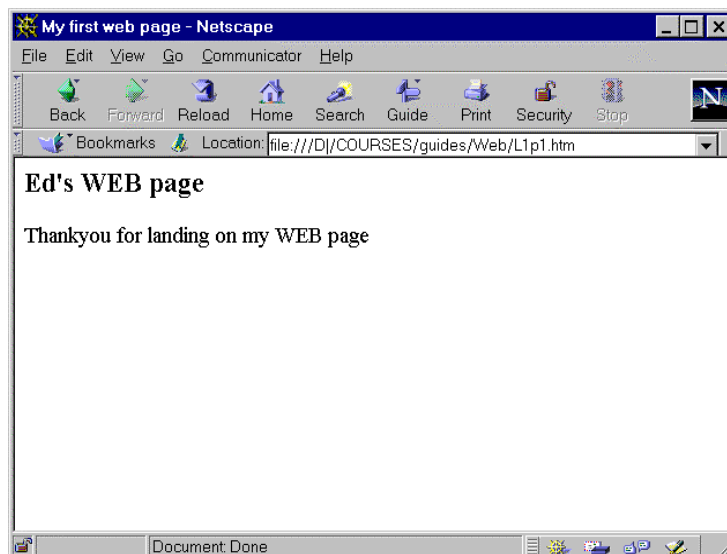 My first web page - Netscape
File Edit View Go Communicator Help
Back Forward Reload Home Search Guide Print Security Stop
N
Bookmarks Location: file:///D|/COURSES/guides/Web/L1p1.htm
Ed's WEB page
Thankyou for landing on my WEB page
Document: Done